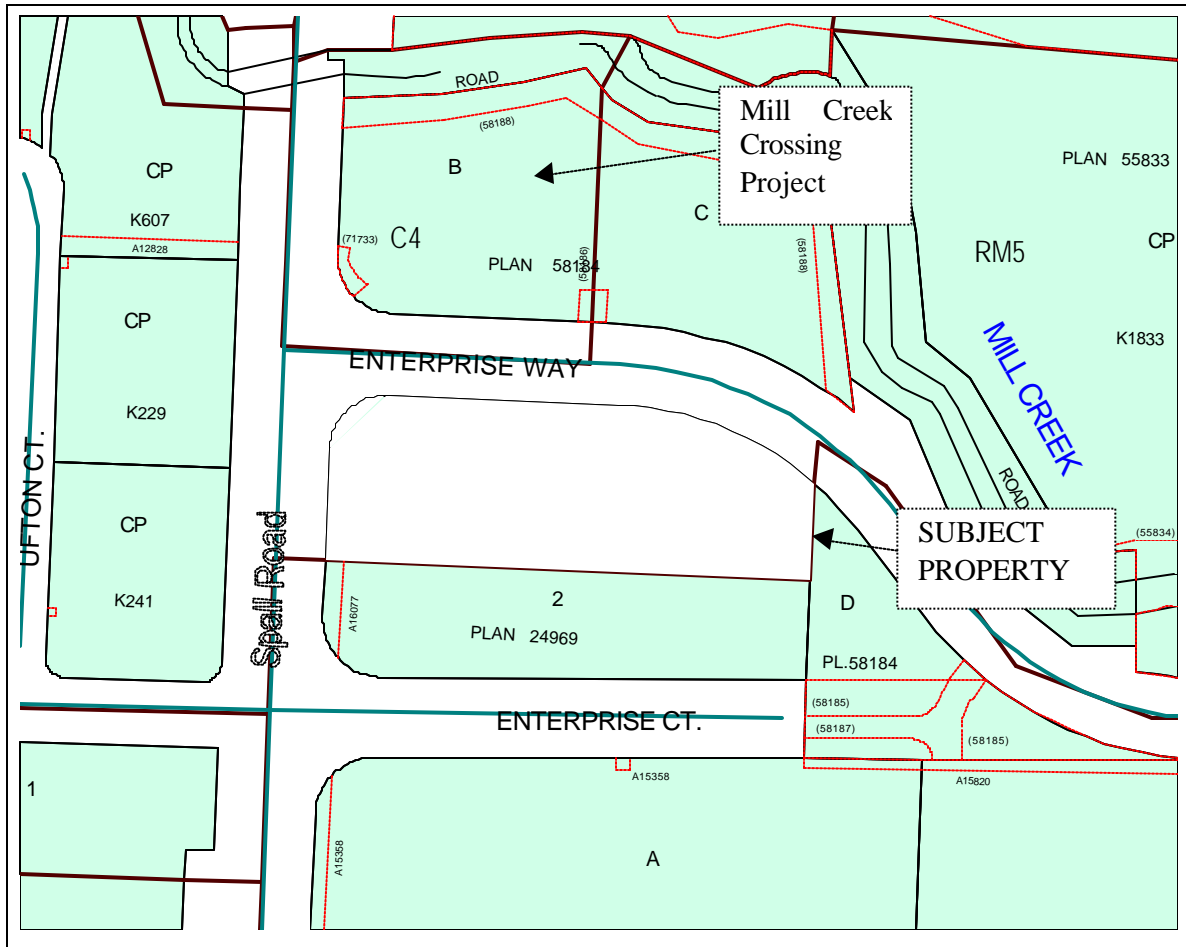 ROAD
(58188)
Mill Creek
Crossing
Project
PLAN 55833
CP
B
K607
A12828
(71733)
C4
C
CP
RM5
(58188)
PLAN 58184
CP
K1833
MILL CREEK
ENTERPRISE WAY
K229
UFTON CT.
CP
Spall Road
ROAD
SUBJECT
PROPERTY
(55834)
K241
A16077
2
PLAN 24969
D
PL.58184
(58185)
ENTERPRISE CT.
(58187)
(58185)
1
A15358
A15820
A15358
A